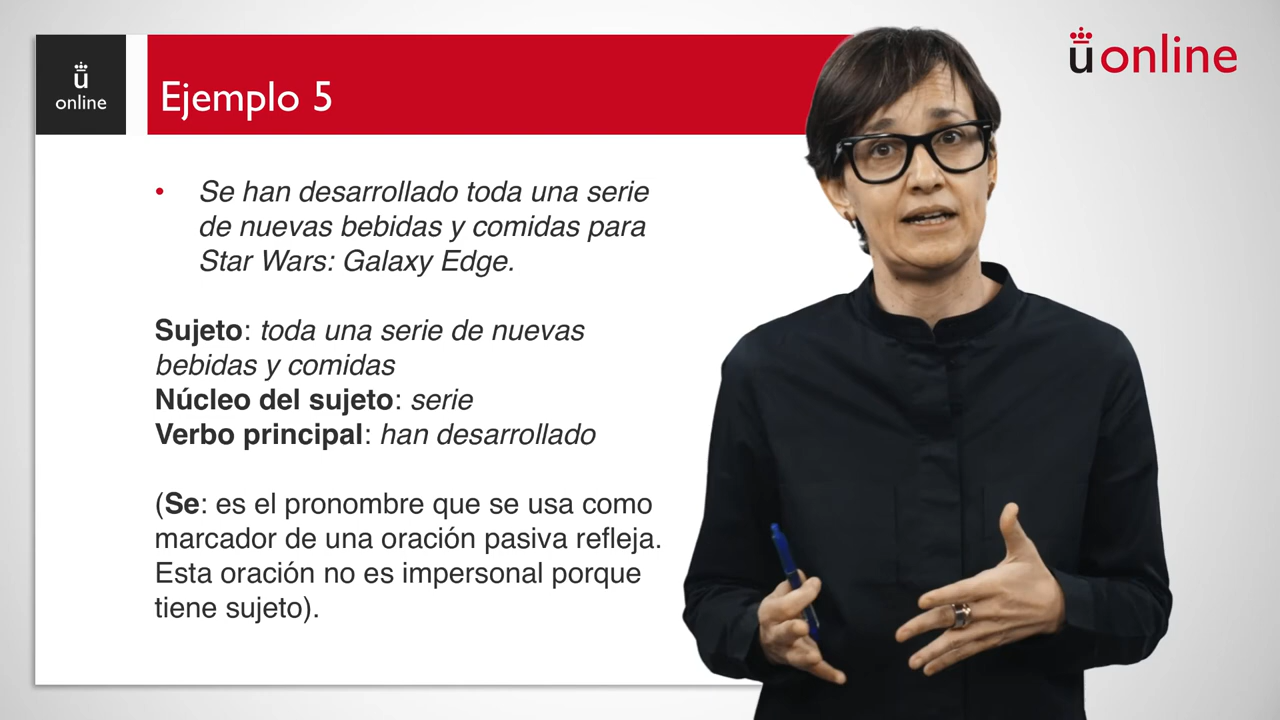 ü online
ü
online
Ejemplo 5
• Se han desarrollado toda una serie
de nuevas bebidas y comidas para
Star Wars: Galaxy Edge.
Sujeto: toda una serie de nuevas
bebidas y comidas
Núcleo del sujeto: serie
Verbo principal: han desarrollado
(Se: es el pronombre que se usa como
marcador de una oración pasiva refleja.
Esta oración no es impersonal porque
tiene sujeto).